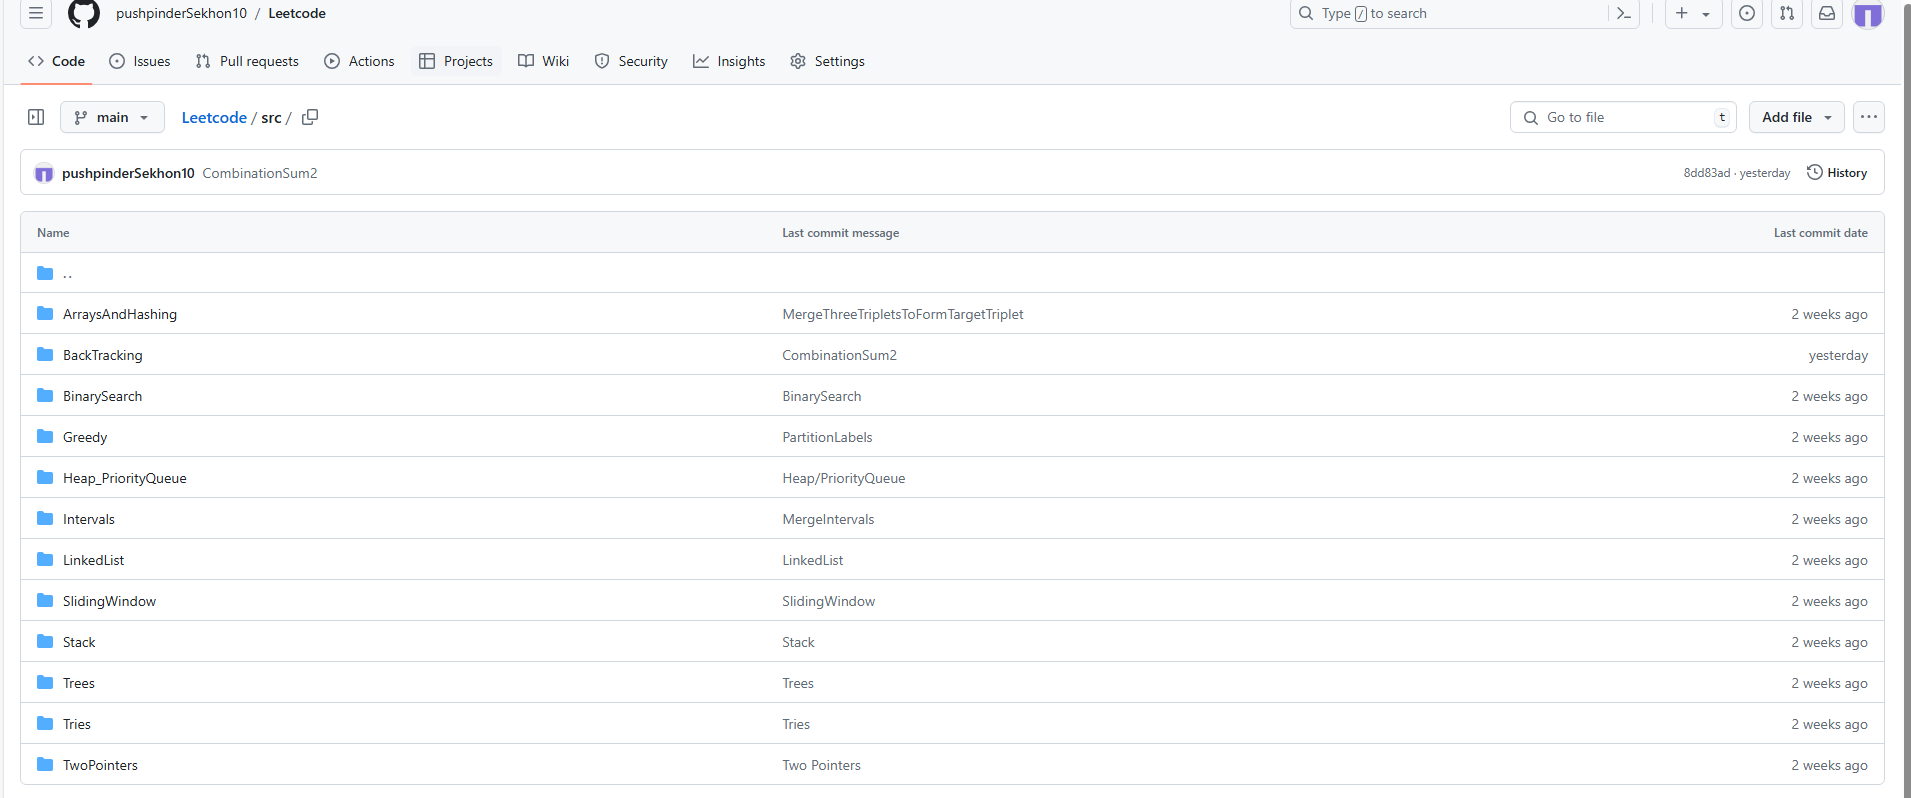 pushpinderSekhon10 / Leetcode Type / to search
Code Issues Pull requests Actions Projects Wiki Security Insights Settings
main Leetcode / src / Go to file t Add file
pushpinderSekhon10 CombinationSum2 8dd83ad · yesterday History
Name Last commit message Last commit date
..
ArraysAndHashing MergeThreeTripletsToFormTargetTriplet 2 weeks ago
BackTracking CombinationSum2 yesterday
BinarySearch BinarySearch 2 weeks ago
Greedy PartitionLabels 2 weeks ago
Heap_PriorityQueue Heap/PriorityQueue 2 weeks ago
Intervals MergeIntervals 2 weeks ago
LinkedList LinkedList 2 weeks ago
SlidingWindow SlidingWindow 2 weeks ago
Stack Stack 2 weeks ago
Trees Trees 2 weeks ago
Tries Tries 2 weeks ago
TwoPointers Two Pointers 2 weeks ago